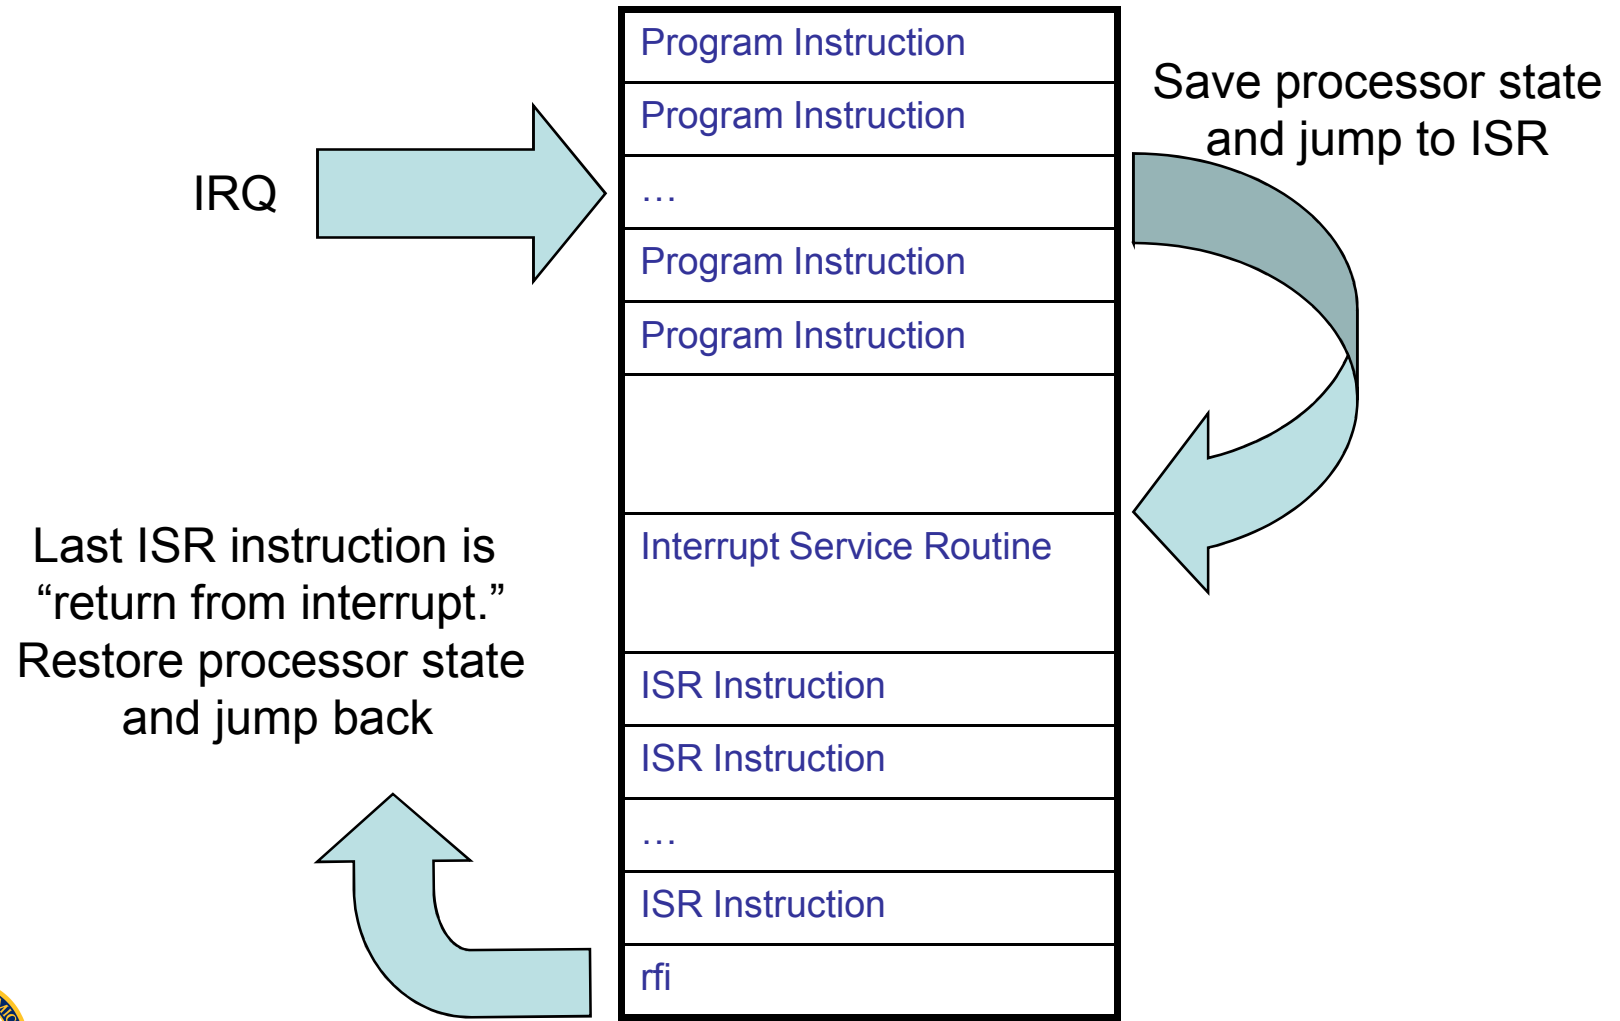 Program Instruction
Program Instruction
…
Program Instruction
Program Instruction
Interrupt Service Routine
ISR Instruction
ISR Instruction
…
ISR Instruction
rfi
IRQ
Save processor state
and jump to ISR
Last ISR instruction is
“return from interrupt.”
Restore processor state
and jump back